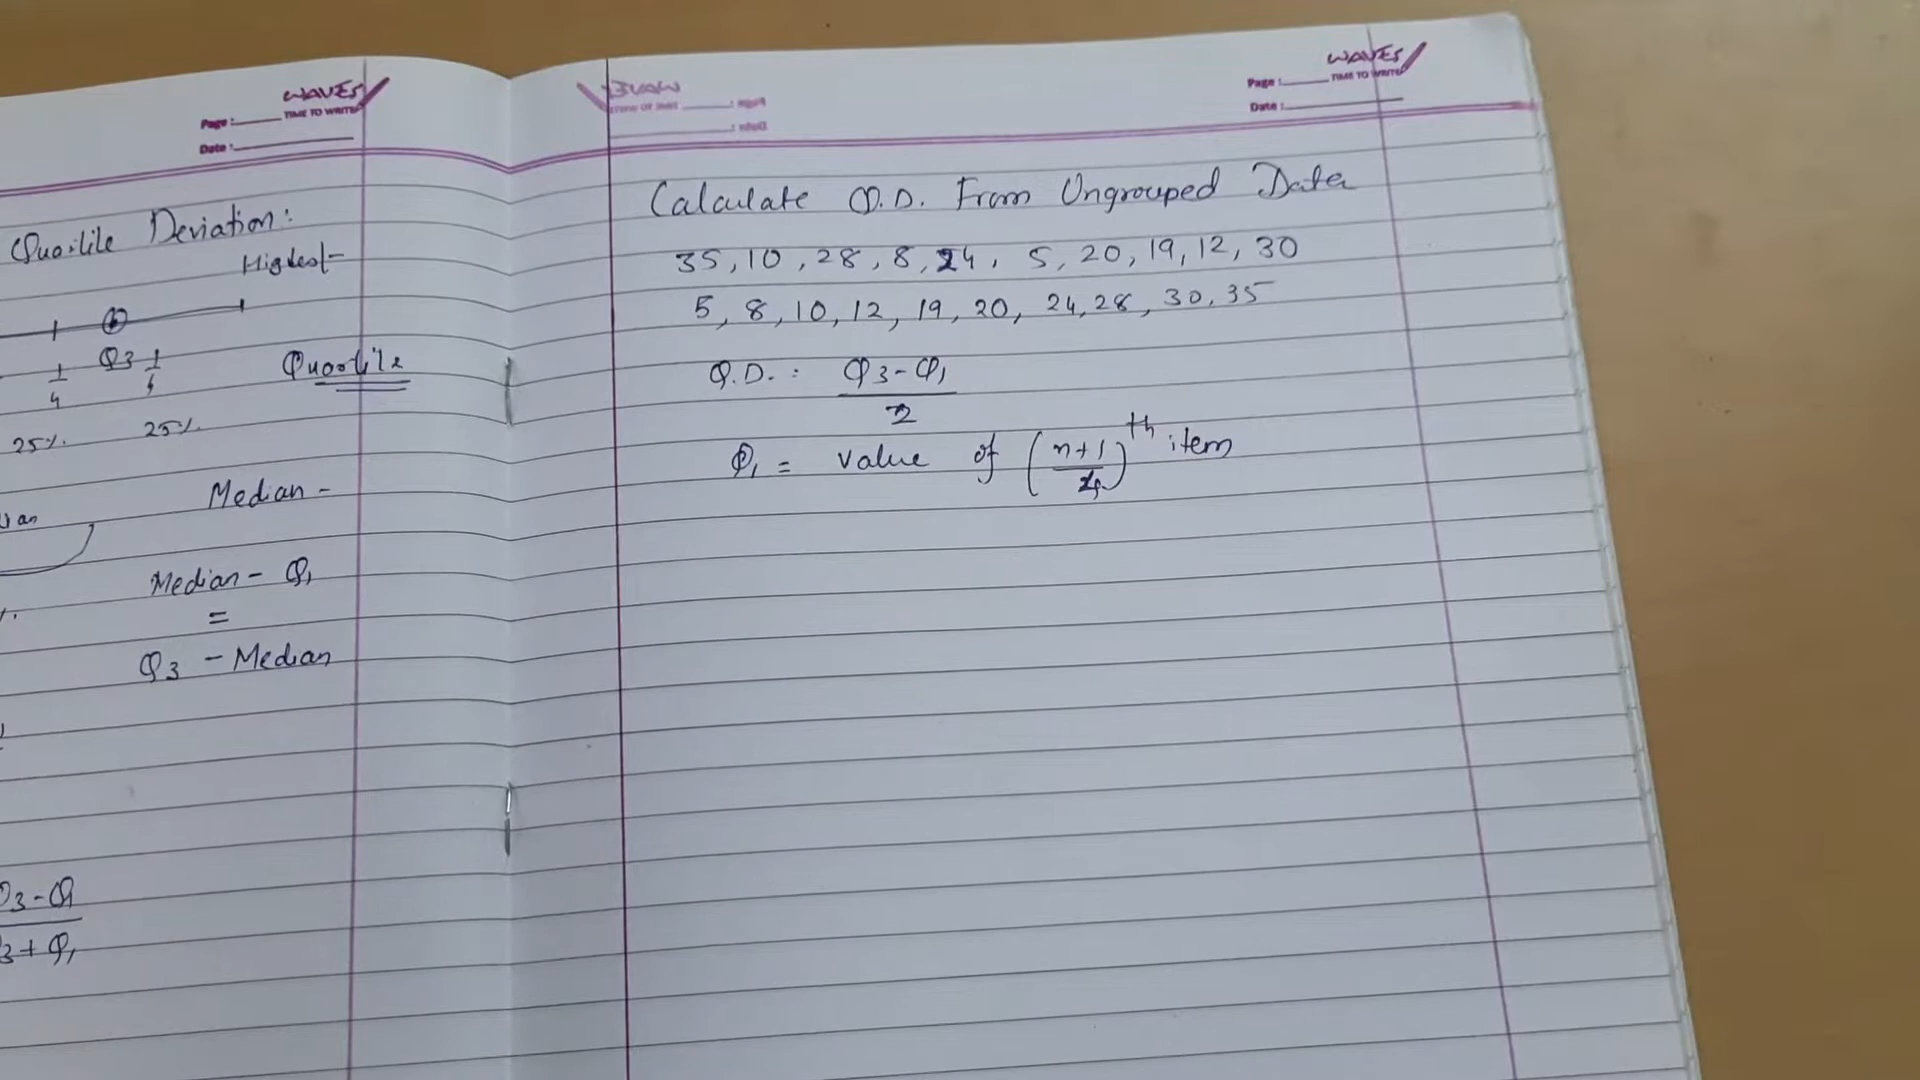 WAVES
TIME TO WRITE
Page :
Date :
Quartile Deviation:
Highest
Q3
1/4
1/4
Quartile
25%.
25%.
Median -
Median - Q1
=
Q3 - Median
WAVES
TIME TO WRITE
Page :
Date :
Calculate Q.D. From Ungrouped Data
35, 10, 28, 8, 24, 5, 20, 19, 12, 30
5, 8, 10, 12, 19, 20, 24, 28, 30, 35
Q.D. : Q3 - Q1 / 2
Q1 = value of (n+1 / 4)th item